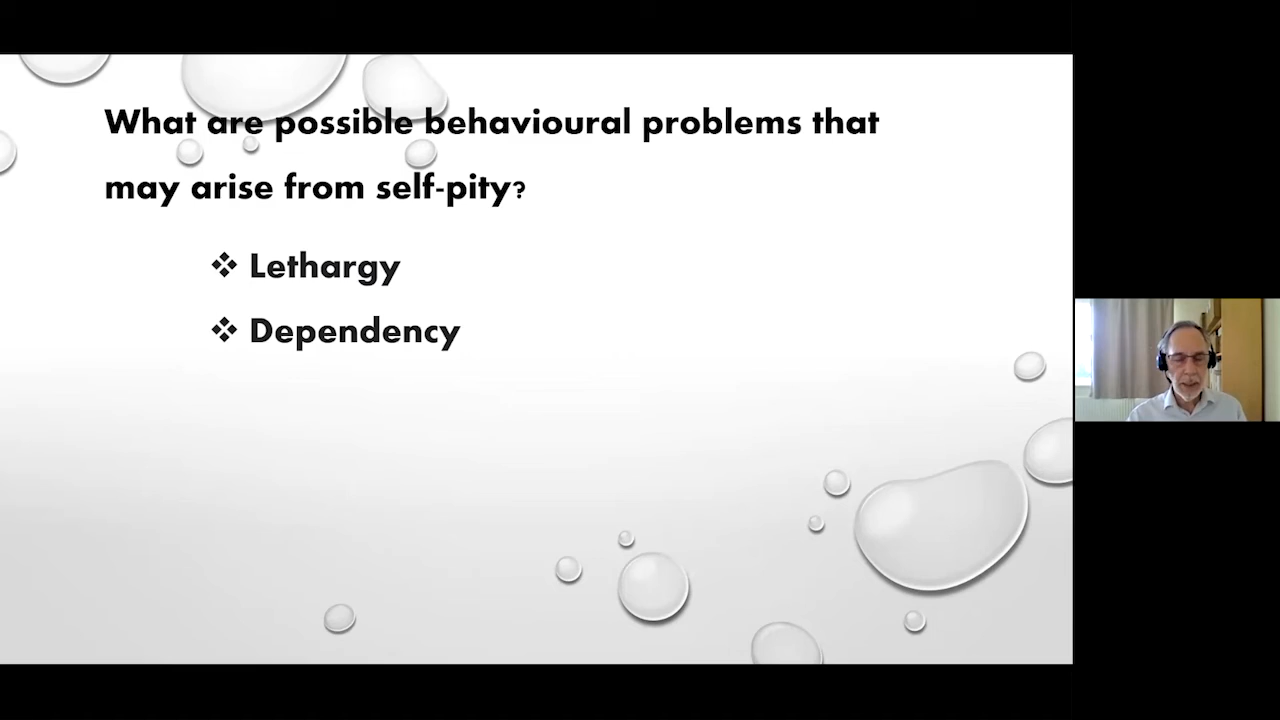 What are possible behavioural problems that
may arise from self-pity?
❖ Lethargy
❖ Dependency